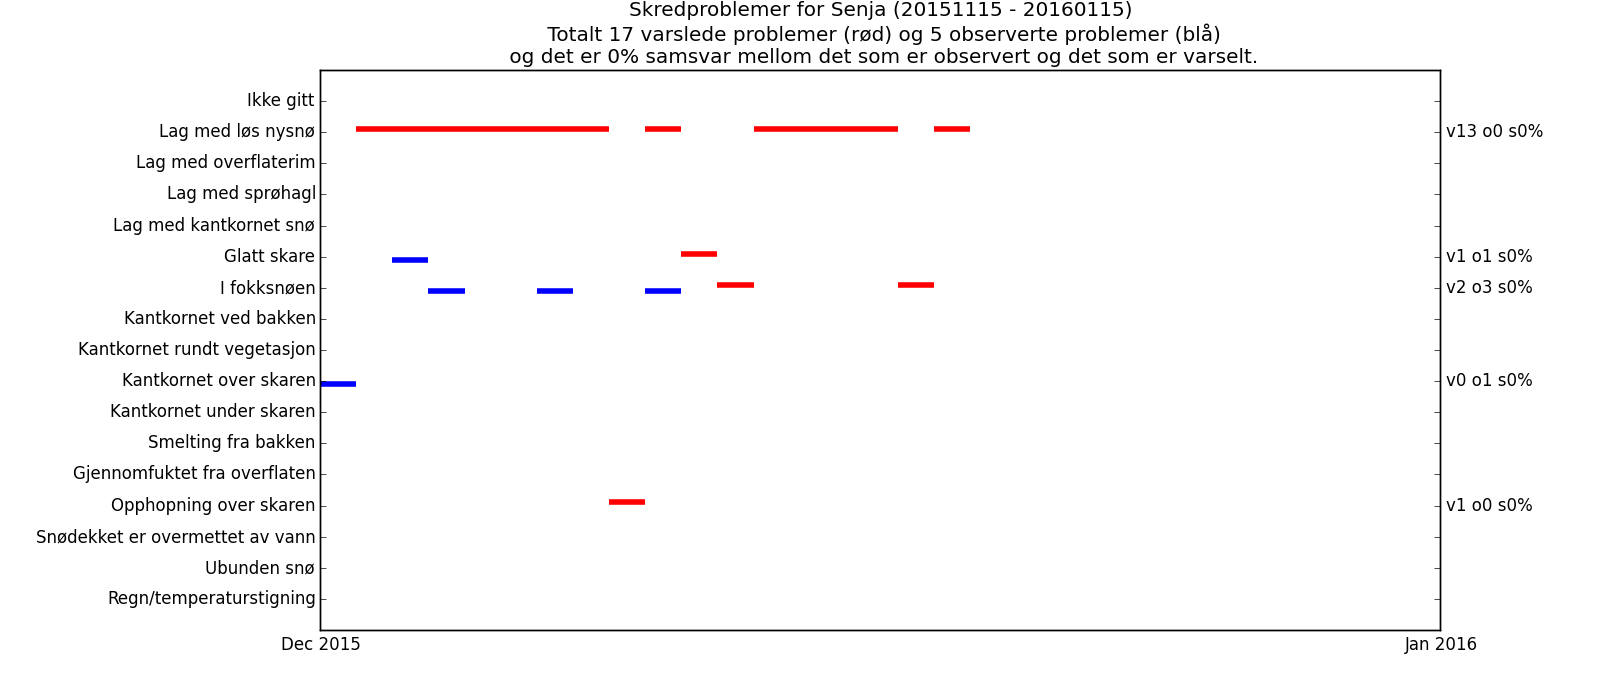 Skredproblemer for Senja (20151115 - 20160115)
Totalt 17 varslede problemer (rød) og 5 observerte problemer (blå)
og det er 0% samsvar mellom det som er observert og det som er varselt.
Ikke gitt
Lag med løs nysnø v13 o0 s0%
Lag med overflaterim
Lag med sprøhagl
Lag med kantkornet snø
Glatt skare v1 o1 s0%
I fokksnøen v2 o3 s0%
Kantkornet ved bakken
Kantkornet rundt vegetasjon
Kantkornet over skaren v0 o1 s0%
Kantkornet under skaren
Smelting fra bakken
Gjennomfuktet fra overflaten
Opphopning over skaren v1 o0 s0%
Snødekket er overmettet av vann
Ubunden snø
Regn/temperaturstigning
Dec 2015 Jan 2016